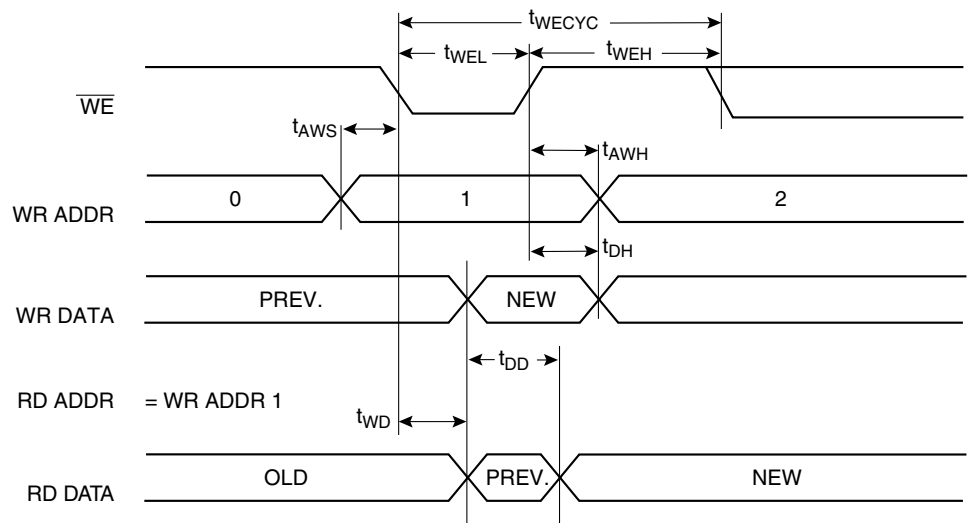 tWECYC
tWEL
tWEH
WE
tAWS
tAWH
WR ADDR
0
1
2
tDH
WR DATA
PREV.
NEW
tDD
RD ADDR = WR ADDR 1
tWD
RD DATA
OLD
PREV.
NEW